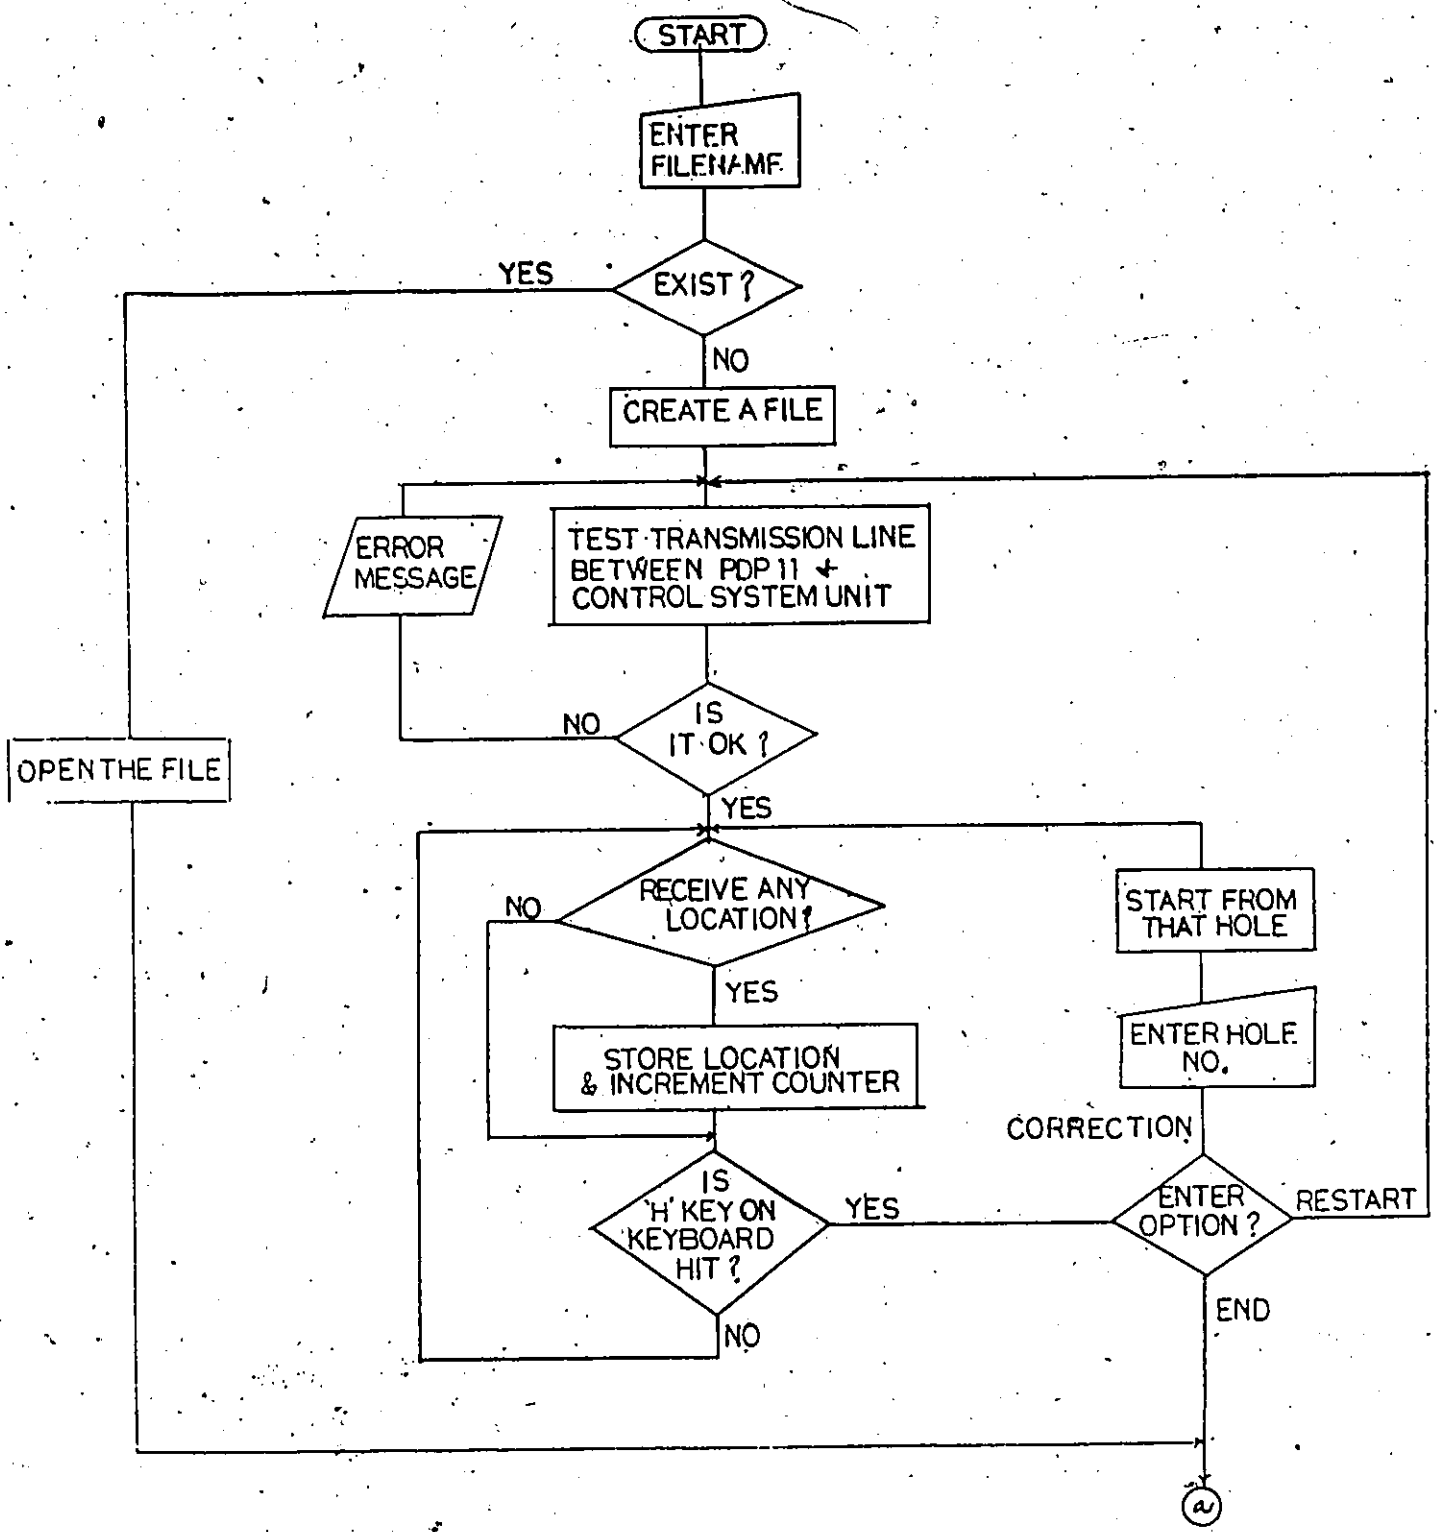 START
ENTER
FILENAME
YES
EXIST?
NO
CREATE A FILE
ERROR
MESSAGE
TEST TRANSMISSION LINE
BETWEEN PDP 11 &
CONTROL SYSTEM UNIT
NO
IS
IT OK?
OPEN THE FILE
YES
NO
RECEIVE ANY
LOCATION?
START FROM
THAT HOLE
YES
ENTER HOLE
NO.
STORE LOCATION
& INCREMENT COUNTER
CORRECTION
IS
'H' KEY ON
KEYBOARD
HIT?
YES
ENTER
OPTION?
RESTART
NO
END
a